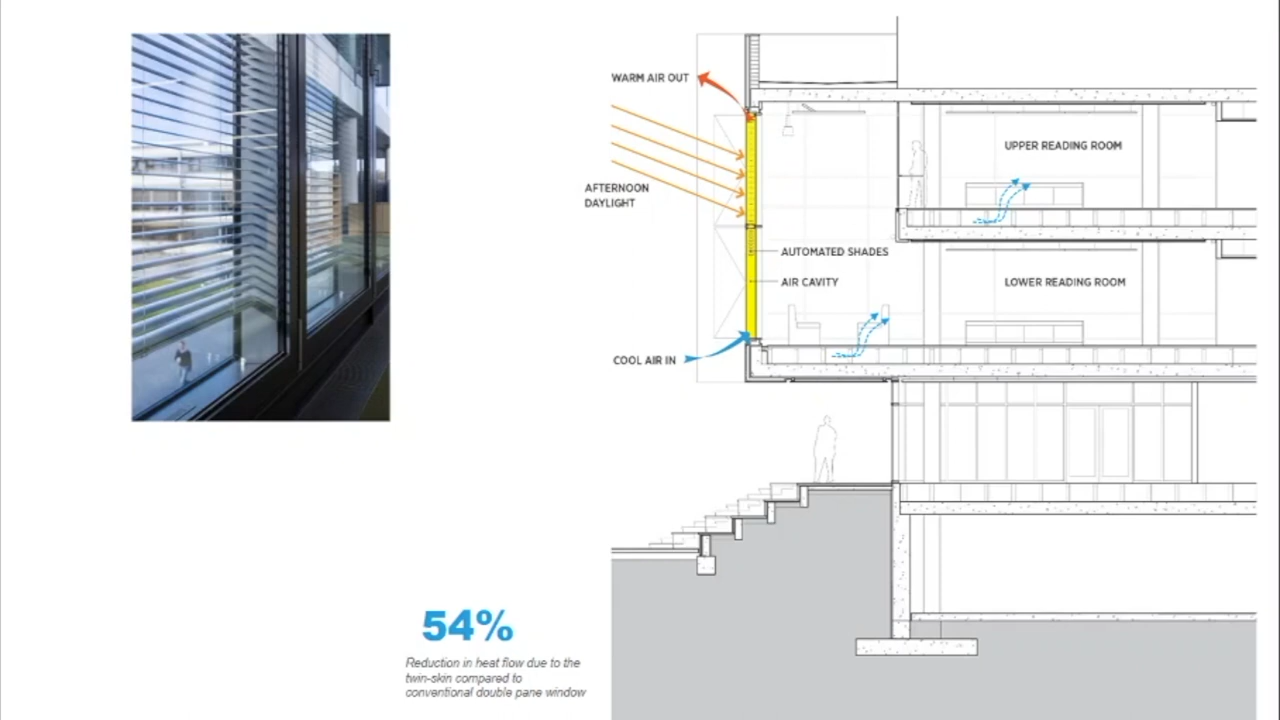 WARM AIR OUT
UPPER READING ROOM
AFTERNOON
DAYLIGHT
AUTOMATED SHADES
AIR CAVITY
LOWER READING ROOM
COOL AIR IN
54%
Reduction in heat flow due to the
twin-skin compared to
conventional double pane window